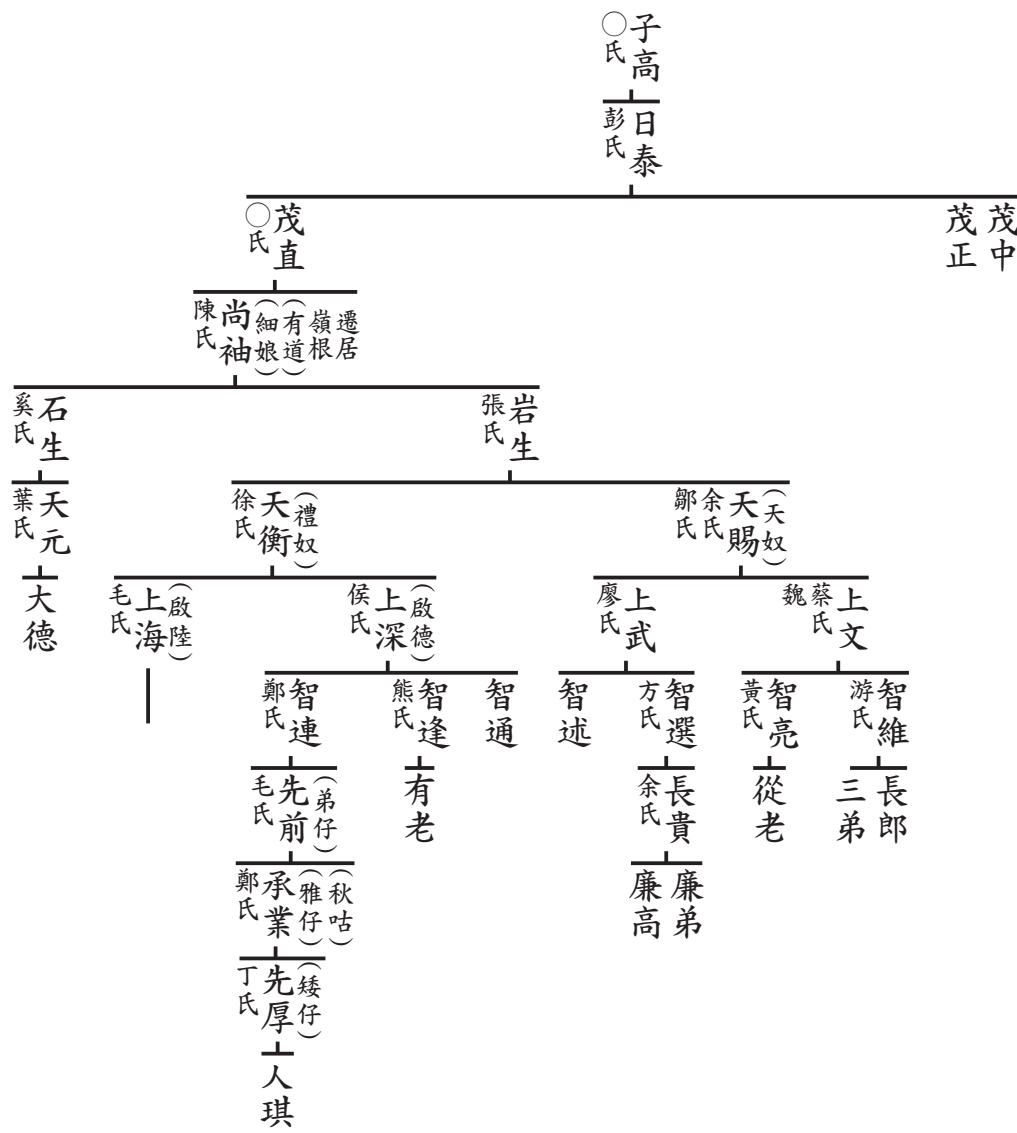 子高
○氏
日泰
彭氏
茂中
茂正
茂直
○氏
遷居
嶺根
(有道)
(細娘)
尚袖
陳氏
岩生
張氏
石生
奚氏
(天奴)
天賜
余氏
鄒氏
(禮奴)
天衡
徐氏
天元
葉氏
上文
蔡氏
魏
上武
廖氏
(啟德)
上深
侯氏
(啟陸)
上海
毛氏
大德
智維
游氏
智亮
黃氏
智選
方氏
智述
智通
智逢
熊氏
智連
鄭氏
長郎
三弟
從老
長貴
余氏
有老
(弟仔)
先前
毛氏
廉弟
廉高
(秋咕)
(雅仔)
承業
鄭氏
(矮仔)
先厚
丁氏
人琪